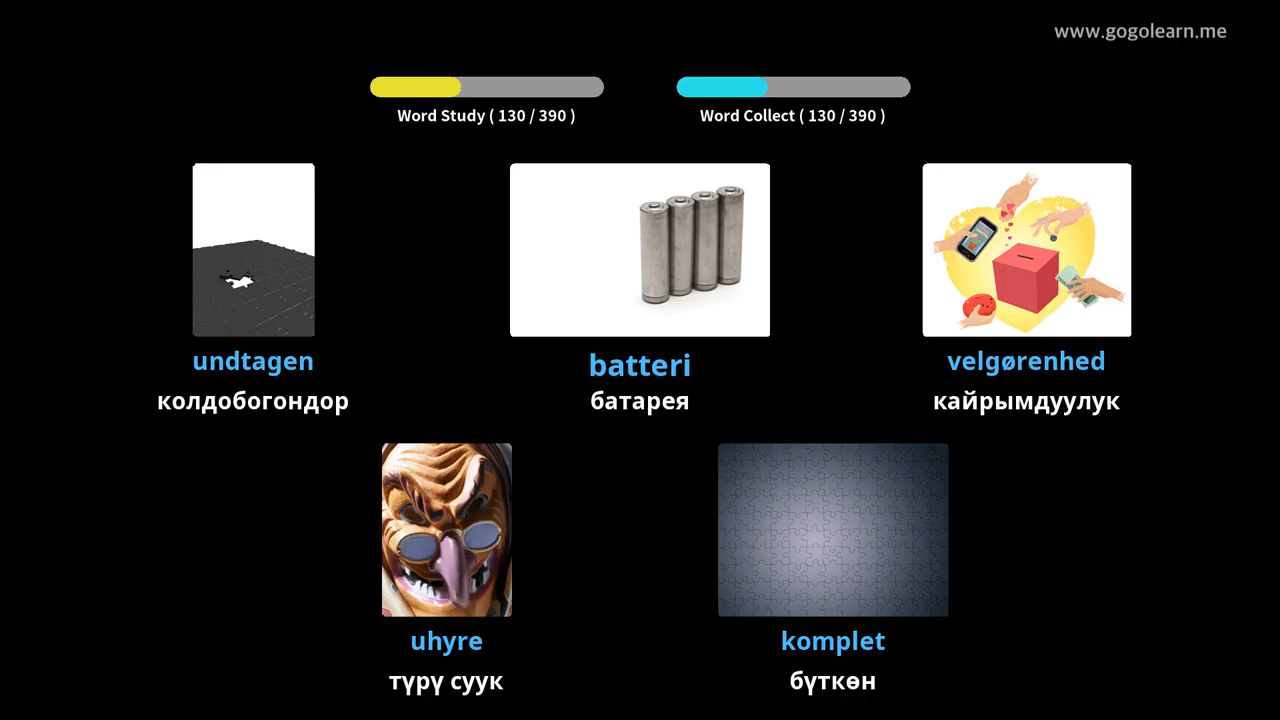 www.gogolearn.me
Word Study ( 130 / 390 )
Word Collect ( 130 / 390 )
undtagen
batteri
velgørenhed
колдобогондор
батарея
кайрымдуулук
uhyre
komplet
түрү суук
бүткөн